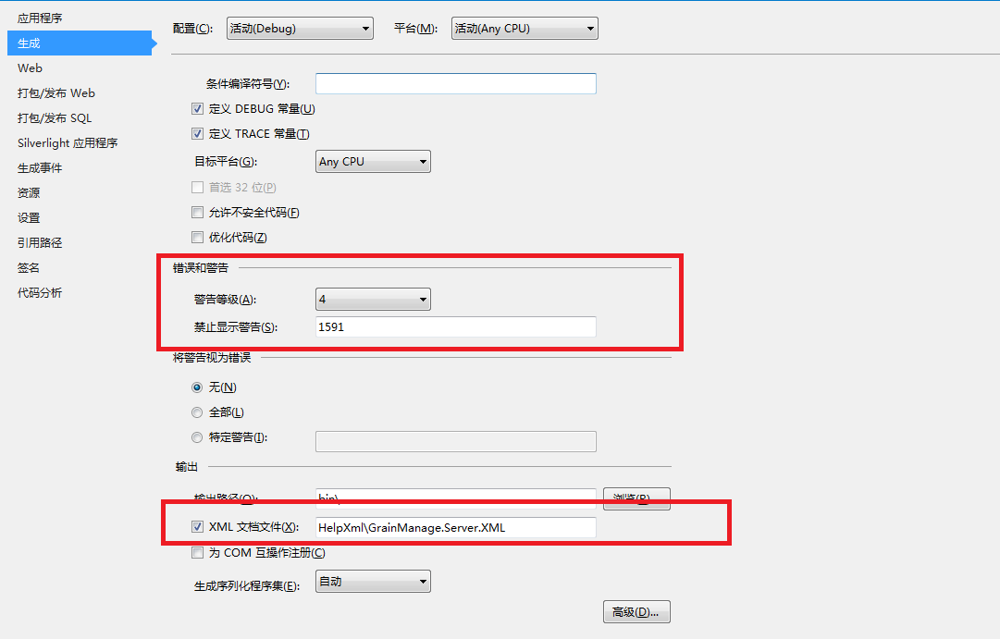 应用程序
生成
Web
打包/发布 Web
打包/发布 SQL
Silverlight 应用程序
生成事件
资源
设置
引用路径
签名
代码分析
配置(C): 活动(Debug) 平台(M): 活动(Any CPU)
条件编译符号(Y):
定义 DEBUG 常量(U)
定义 TRACE 常量(T)
目标平台(G): Any CPU
首选 32 位(P)
允许不安全代码(F)
优化代码(Z)
错误和警告
警告等级(A): 4
禁止显示警告(S): 1591
将警告视为错误
无(N)
全部(L)
特定警告(I):
输出
输出路径(O): bin\ 浏览(R)...
XML 文档文件(X): HelpXml\GrainManage.Server.XML
为 COM 互操作注册(C)
生成序列化程序集(E): 自动
高级(D)...